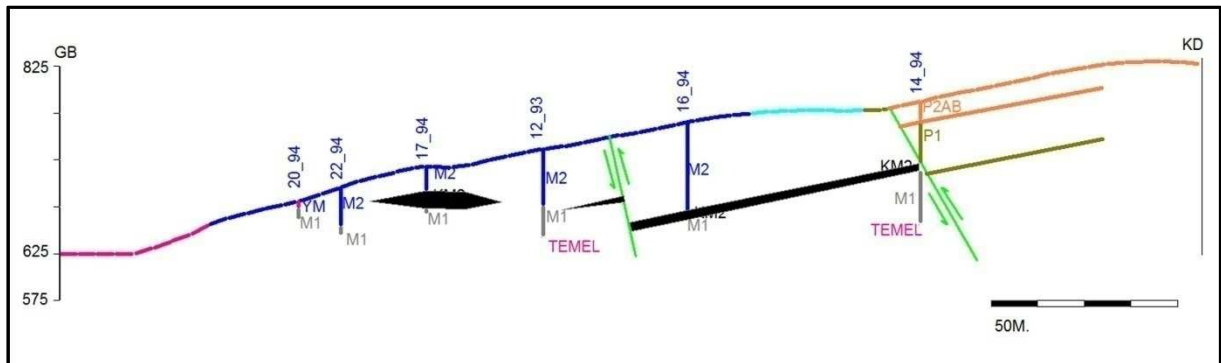 GB
KD
825
625
575
20_94
22_94
17_94
12_93
16_94
14_94
P2AB
P1
M2
M2
M2
M2
YM
KM2
KM2
M1
M1
M1
M1
M1
M1
TEMEL
TEMEL
50M.